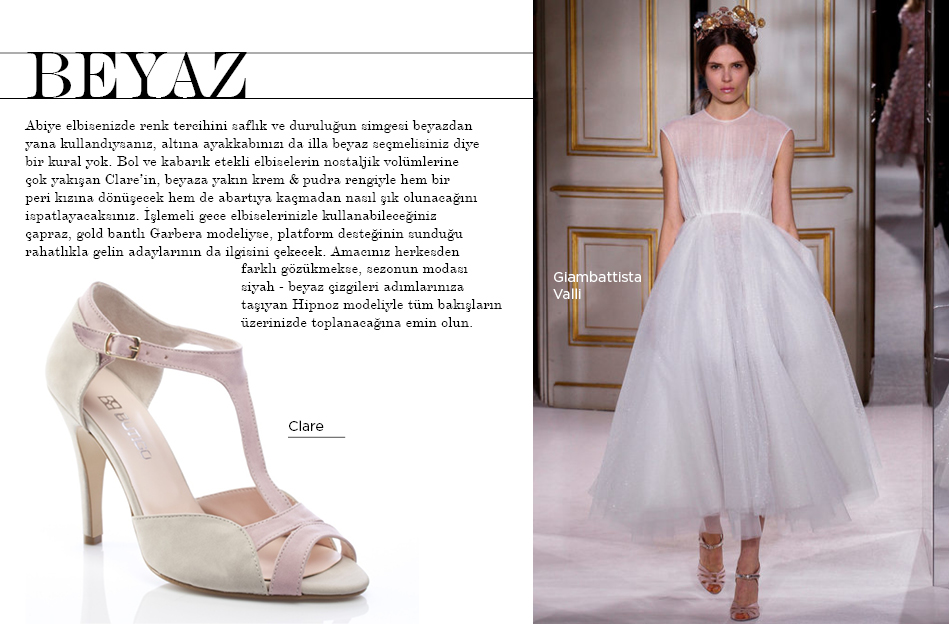 BEYAZ
Abiye elbisenizde renk tercihini saflık ve duruluğun simgesi beyazdan
yana kullandıysanız, altına ayakkabınızı da illa beyaz seçmelisiniz diye
bir kural yok. Bol ve kabarık etekli elbiselerin nostaljik volümlerine
çok yakışan Clare'in, beyaza yakın krem & pudra rengiyle hem bir
peri kızına dönüşecek hem de abartıya kaçmadan nasıl şık olunacağını
ispatlayacaksınız. İşlemeli gece elbiselerinizle kullanabileceğiniz
çapraz, gold bantlı Garbera modeliyse, platform desteğinin sunduğu
rahatlıkla gelin adaylarının da ilgisini çekecek. Amacınız herkesden
farklı gözükmekse, sezonun modası
siyah - beyaz çizgileri adımlarınıza
taşıyan Hipnoz modeliyle tüm bakışların
üzerinizde toplanacağına emin olun.
Clare
Giambattista
Valli